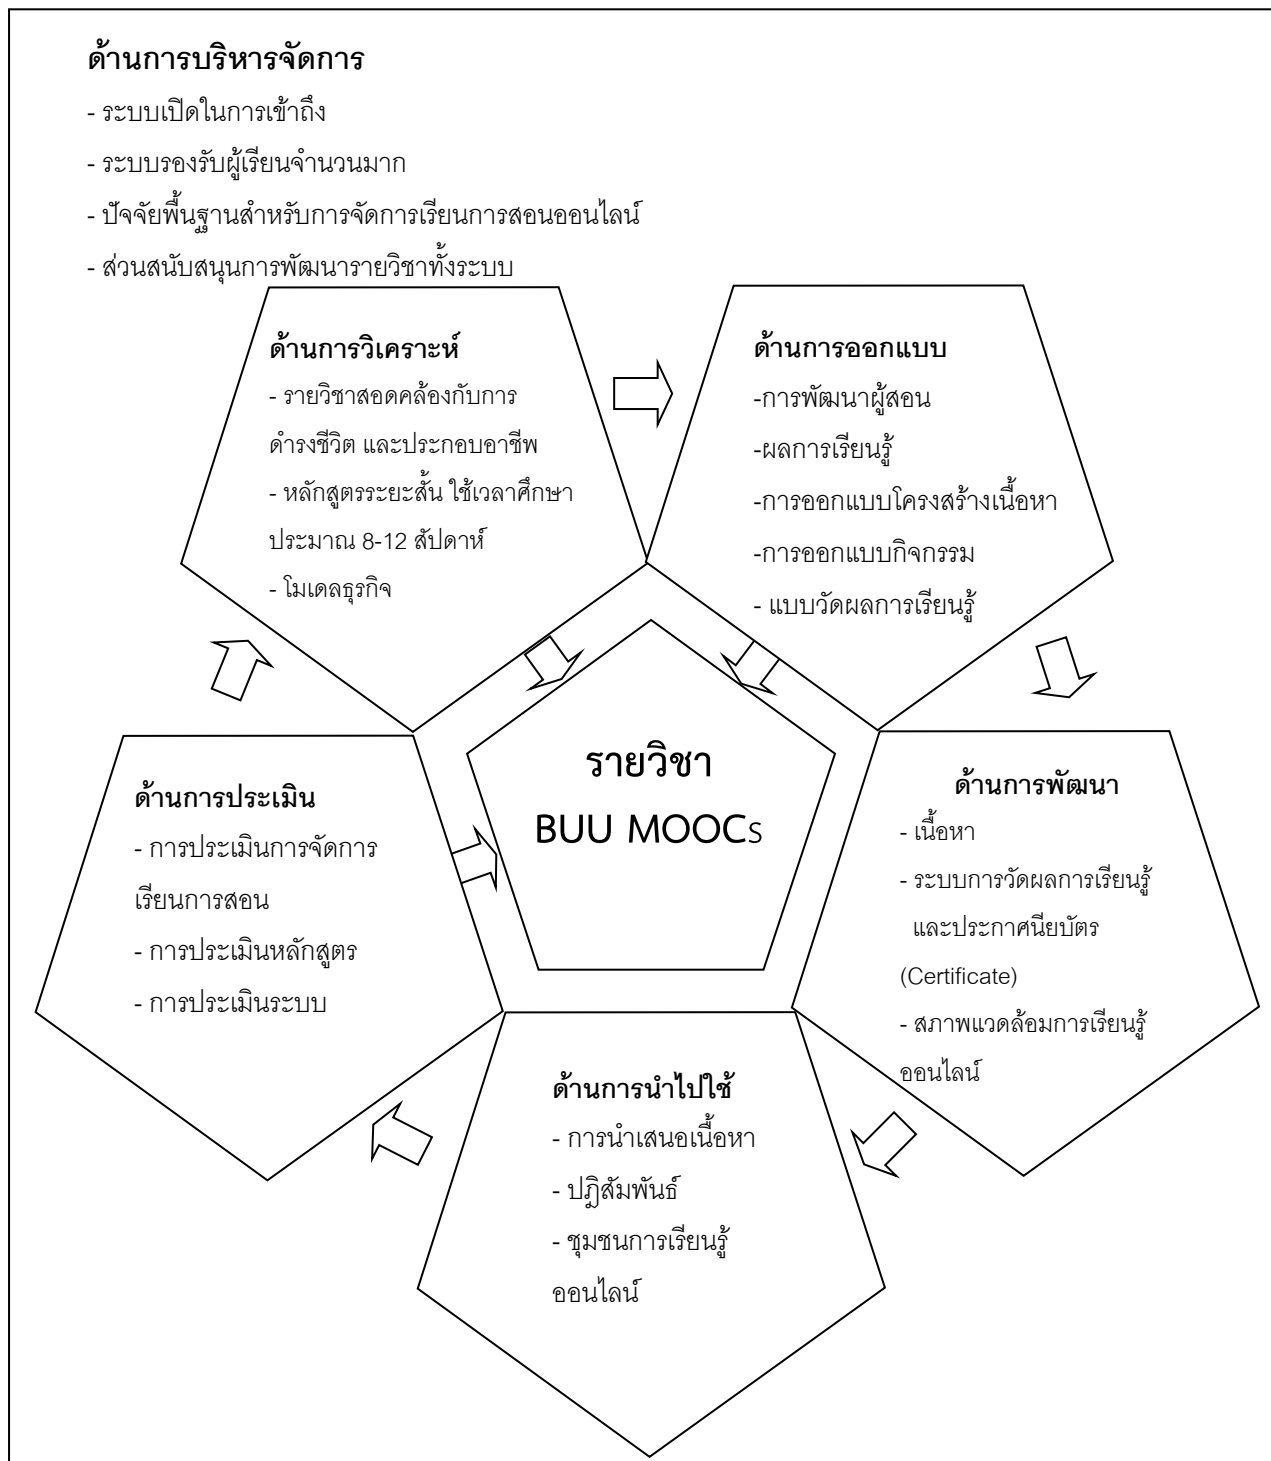 ด้านการบริหารจัดการ
- ระบบเปิดในการเข้าถึง
- ระบบรองรับผู้เรียนจำนวนมาก
- ปัจจัยพื้นฐานสำหรับการจัดการเรียนการสอนออนไลน์
- ส่วนสนับสนุนการพัฒนารายวิชาทั้งระบบ
ด้านการวิเคราะห์
- รายวิชาสอดคล้องกับการ
ดำรงชีวิต และประกอบอาชีพ
- หลักสูตรระยะสั้น ใช้เวลาศึกษา
ประมาณ 8-12 สัปดาห์
- โมเดลธุรกิจ
ด้านการออกแบบ
-การพัฒนาผู้สอน
-ผลการเรียนรู้
-การออกแบบโครงสร้างเนื้อหา
-การออกแบบกิจกรรม
- แบบวัดผลการเรียนรู้
รายวิชา
BUU MOOCs
ด้านการประเมิน
- การประเมินการจัดการ
เรียนการสอน
- การประเมินหลักสูตร
- การประเมินระบบ
ด้านการพัฒนา
- เนื้อหา
- ระบบการวัดผลการเรียนรู้
และประกาศนียบัตร
(Certificate)
- สภาพแวดล้อมการเรียนรู้
ออนไลน์
ด้านการนำไปใช้
- การนำเสนอเนื้อหา
- ปฏิสัมพันธ์
- ชุมชนการเรียนรู้
ออนไลน์